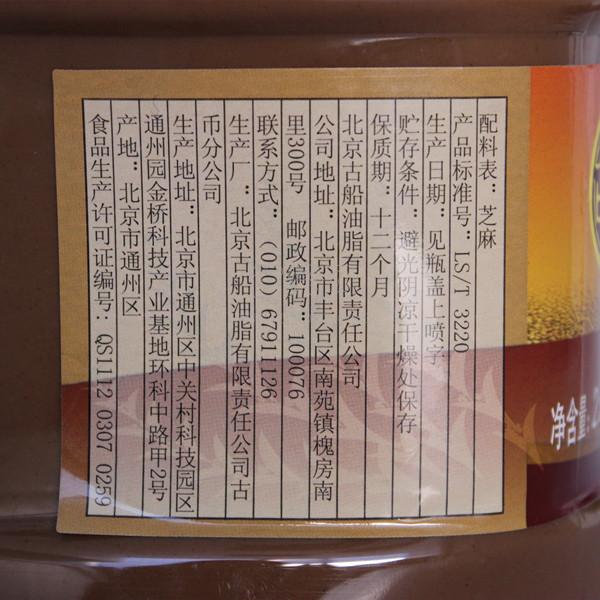 配料表：芝麻
产品标准号：LS/T 3220
生产日期：见瓶盖上喷字
贮存条件：避光阴凉干燥处保存
保质期：十二个月
北京古船油脂有限责任公司
公司地址：北京市丰台区南苑镇槐房南
里300号 邮政编码：100076
联系方式：（010）67911126
生产厂：北京古船油脂有限责任公司古
币分公司
生产地址：北京市通州区中关村科技园区
通州园金桥科技产业基地环科中路甲2号
产地：北京市通州区
食品生产许可证编号：QS1112 0307 0259
净含量：